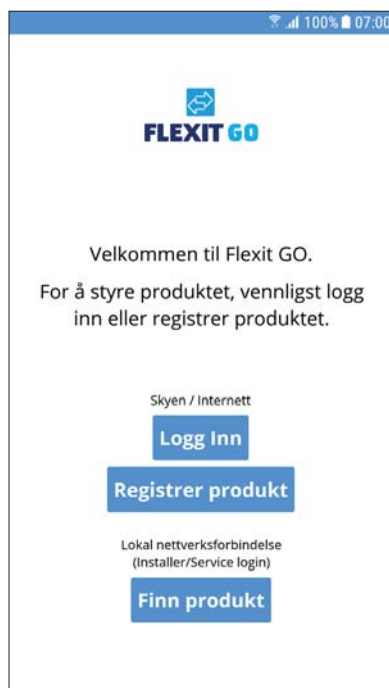 100% 07:00
FLEXIT GO
Velkommen til Flexit GO.
For å styre produktet, vennligst logg
inn eller registrer produktet.
Skyen / Internett
Logg Inn
Registrer produkt
Lokal nettverksforbindelse
(Installer/Service login)
Finn produkt